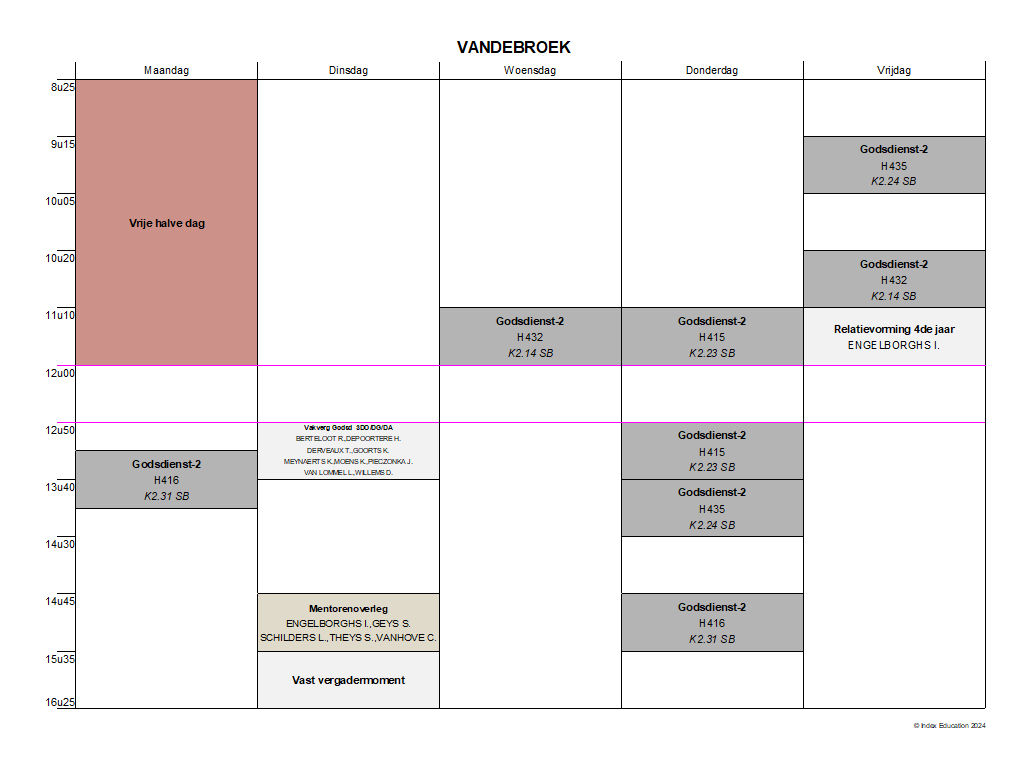 VANDEBROEK
Maandag Dinsdag Woensdag Donderdag Vrijdag
8u25
9u15
10u05
10u20
11u10
12u00
12u50
13u40
14u30
14u45
15u35
16u25
Vrije halve dag
Godsdienst-2
H416
K2.31 SB
Vakverg Godsd 3DO/DG/DA
BERTELOOT R.,DEPOORTERE H.
DERVEAUX T.,GOORTS K.
MEYNAERTS K.,MOENS K.,PIECZONKA J.
VAN LOMMEL L.,WILLEMS D.
Mentorenoverleg
ENGELBORGHS I.,GEYS S.
SCHILDERS L.,THEYS S.,VANHOVE C.
Vast vergadermoment
Godsdienst-2
H432
K2.14 SB
Godsdienst-2
H415
K2.23 SB
Godsdienst-2
H415
K2.23 SB
Godsdienst-2
H435
K2.24 SB
Godsdienst-2
H416
K2.31 SB
Godsdienst-2
H435
K2.24 SB
Godsdienst-2
H432
K2.14 SB
Relatievorming 4de jaar
ENGELBORGHS I.
© Index Education 2024